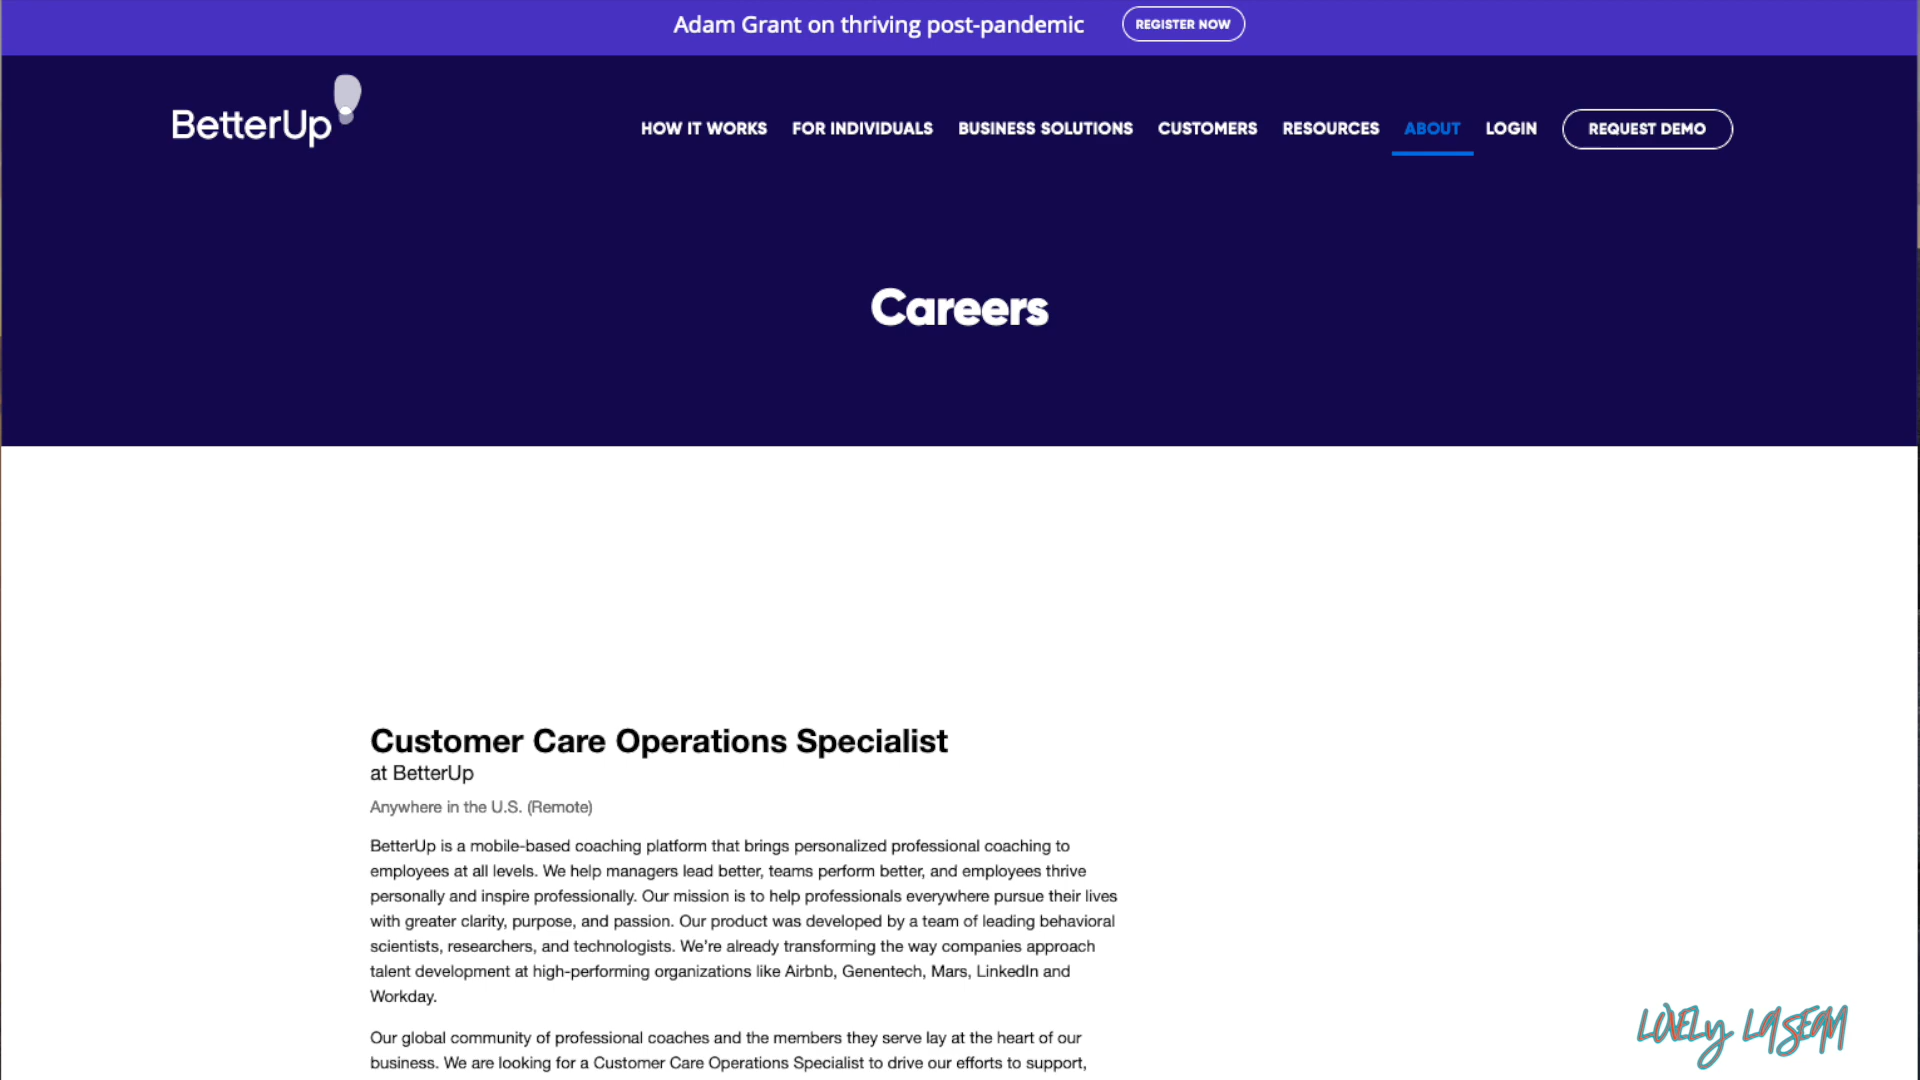 Adam Grant on thriving post-pandemic REGISTER NOW
BetterUp
HOW IT WORKS FOR INDIVIDUALS BUSINESS SOLUTIONS CUSTOMERS RESOURCES ABOUT LOGIN REQUEST DEMO
Careers
Customer Care Operations Specialist
at BetterUp
Anywhere in the U.S. (Remote)
BetterUp is a mobile-based coaching platform that brings personalized professional coaching to
employees at all levels. We help managers lead better, teams perform better, and employees thrive
personally and inspire professionally. Our mission is to help professionals everywhere pursue their lives
with greater clarity, purpose, and passion. Our product was developed by a team of leading behavioral
scientists, researchers, and technologists. We’re already transforming the way companies approach
talent development at high-performing organizations like Airbnb, Genentech, Mars, LinkedIn and
Workday.
Our global community of professional coaches and the members they serve lay at the heart of our
business. We are looking for a Customer Care Operations Specialist to drive our efforts to support,